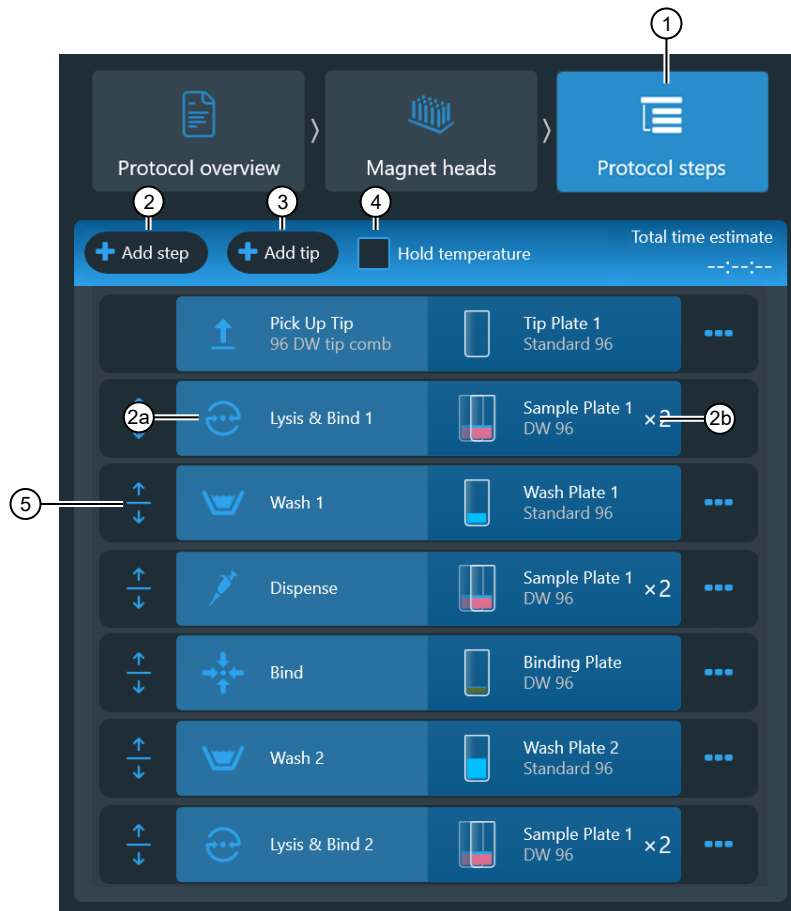 1
Protocol overview
Magnet heads
Protocol steps
2
3
4
Add step
Add tip
Hold temperature
Total time estimate
--:--:--
Pick Up Tip
96 DW tip comb
Tip Plate 1
Standard 96
2a
Lysis & Bind 1
Sample Plate 1
DW 96
×2
2b
5
Wash 1
Wash Plate 1
Standard 96
Dispense
Sample Plate 1
DW 96
×2
Bind
Binding Plate
DW 96
Wash 2
Wash Plate 2
Standard 96
Lysis & Bind 2
Sample Plate 1
DW 96
×2